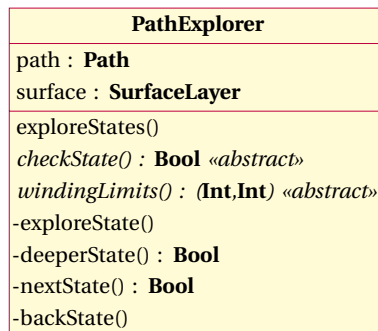 PathExplorer
path : Path
surface : SurfaceLayer
exploreStates()
checkState() : Bool «abstract»
windingLimits() : (Int,Int) «abstract»
-exploreState()
-deeperState() : Bool
-nextState() : Bool
-backState()